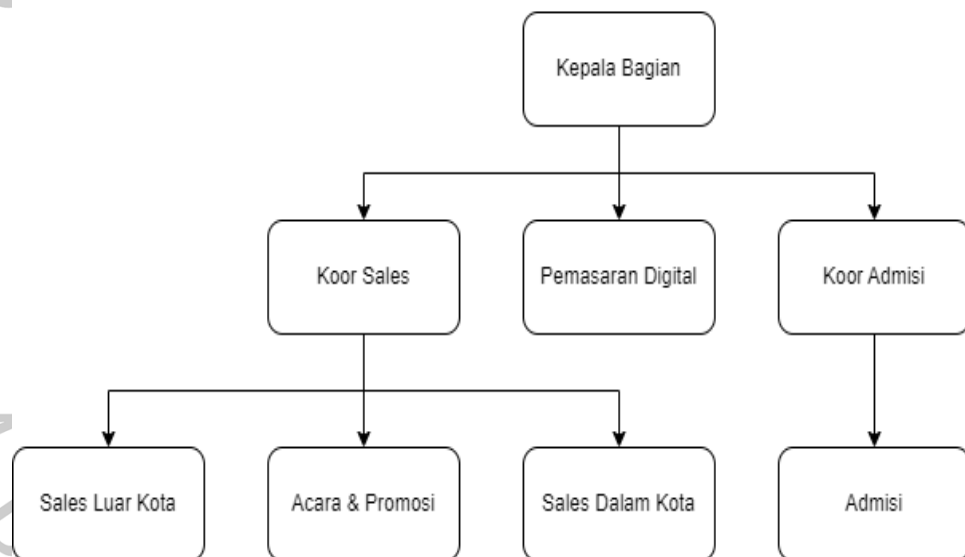 Kepala Bagian
Koor Sales
Pemasaran Digital
Koor Admisi
Sales Luar Kota
Acara & Promosi
Sales Dalam Kota
Admisi